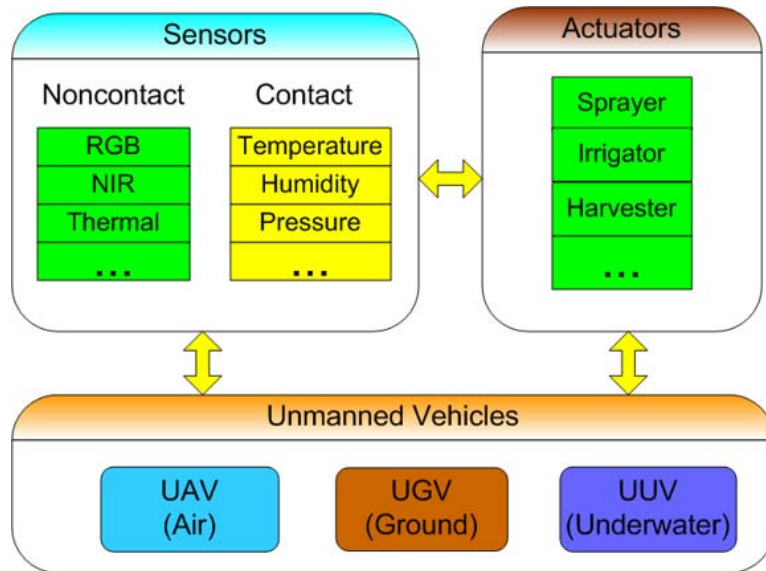 Sensors
Noncontact
RGB
NIR
Thermal
...
Contact
Temperature
Humidity
Pressure
...
Actuators
Sprayer
Irrigator
Harvester
...
Unmanned Vehicles
UAV
(Air)
UGV
(Ground)
UUV
(Underwater)